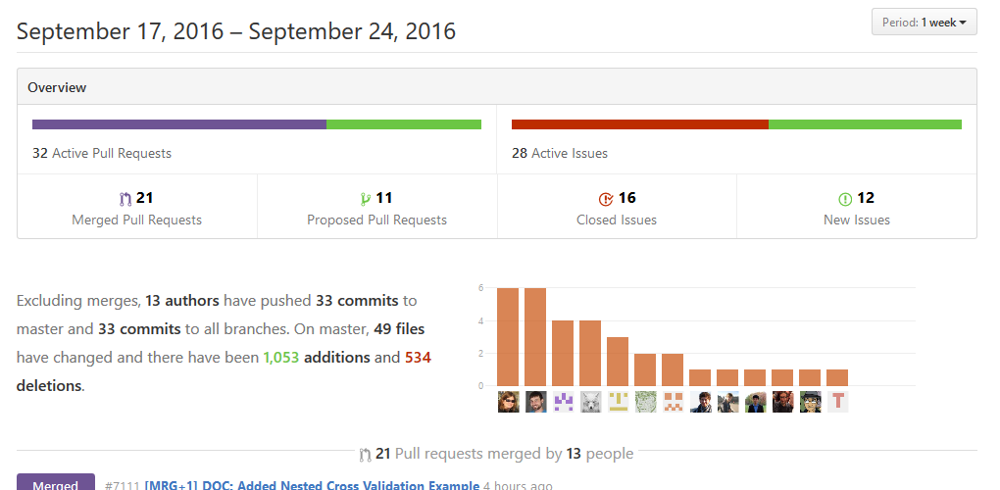 September 17, 2016 – September 24, 2016
Period: 1 week
Overview
32 Active Pull Requests
28 Active Issues
21
Merged Pull Requests
11
Proposed Pull Requests
16
Closed Issues
12
New Issues
Excluding merges, 13 authors have pushed 33 commits to
master and 33 commits to all branches. On master, 49 files
have changed and there have been 1,053 additions and 534
deletions.
6
4
2
0
21 Pull requests merged by 13 people
Merged #7111 [MRG+1] DOC: Added Nested Cross Validation Example 4 hours ago